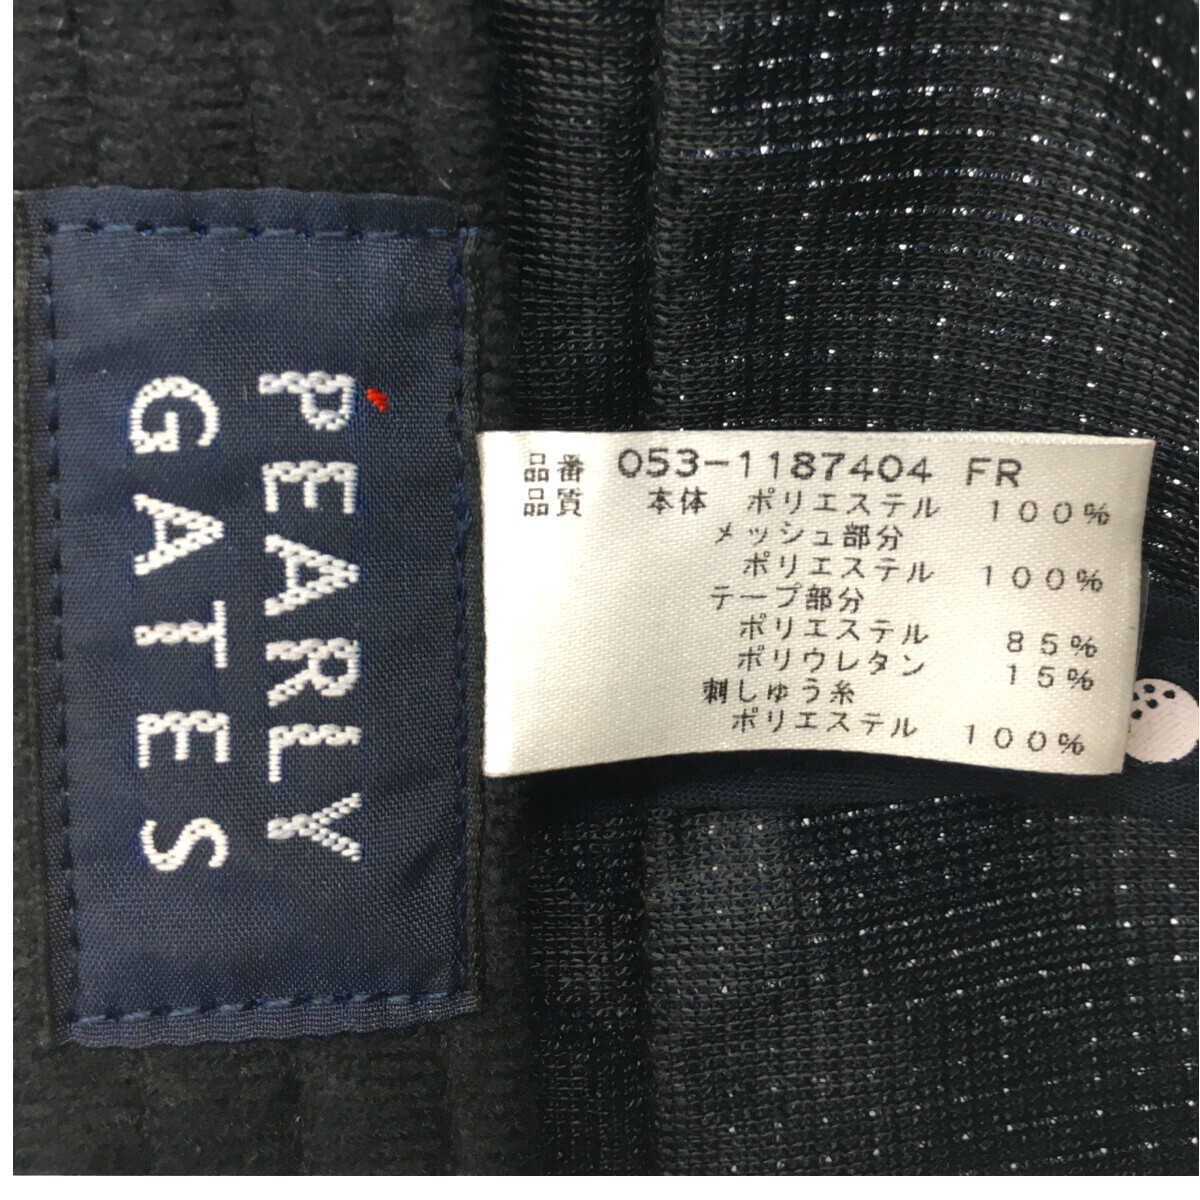 PEARLY
GATES
品番 053-1187404 FR
品質 本体 ポリエステル 100%
メッシュ部分
ポリエステル 100%
テープ部分
ポリエステル 85%
ポリウレタン 15%
刺しゅう糸
ポリエステル 100%